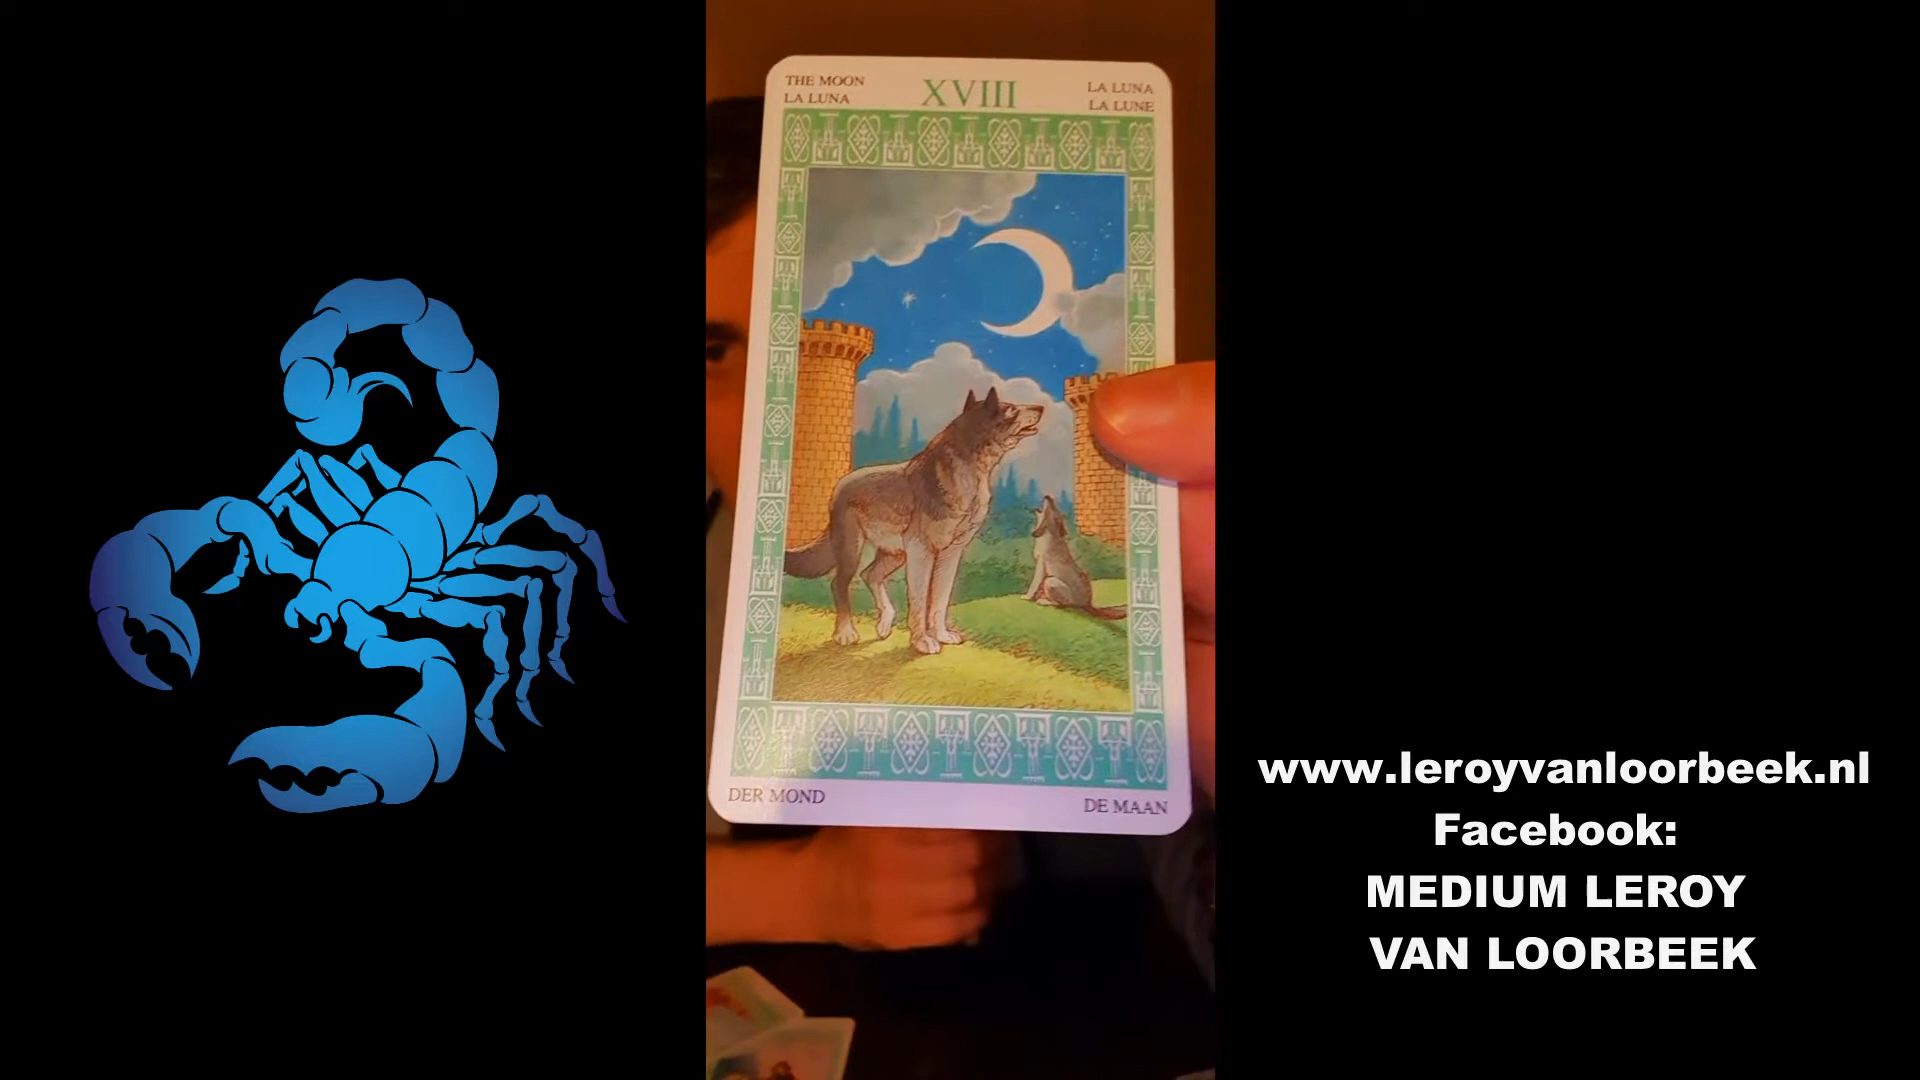 THE MOON
LA LUNA
XVIII
LA LUNA
LA LUNE
DER MOND
DE MAAN
www.leroyvanloorbeek.nl
Facebook:
MEDIUM LEROY
VAN LOORBEEK